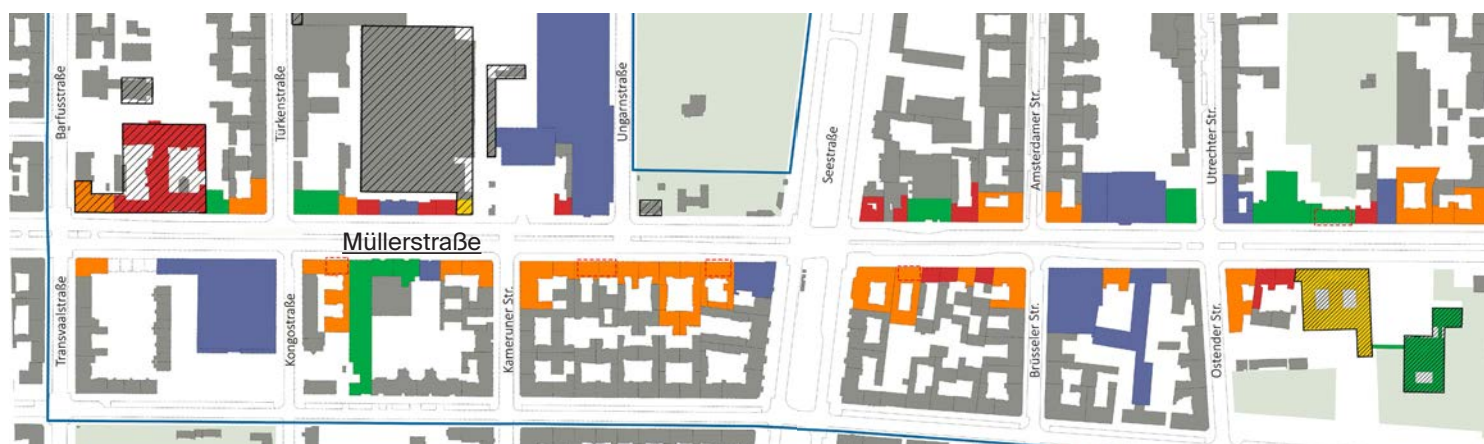 Barfusstraße
Türkenstraße
Ungarnstraße
Seestraße
Amsterdamer Str.
Utrechter Str.
Müllerstraße
Transvaalstraße
Kongostraße
Kameruner Str.
Brüsseler Str.
Ostender Str.